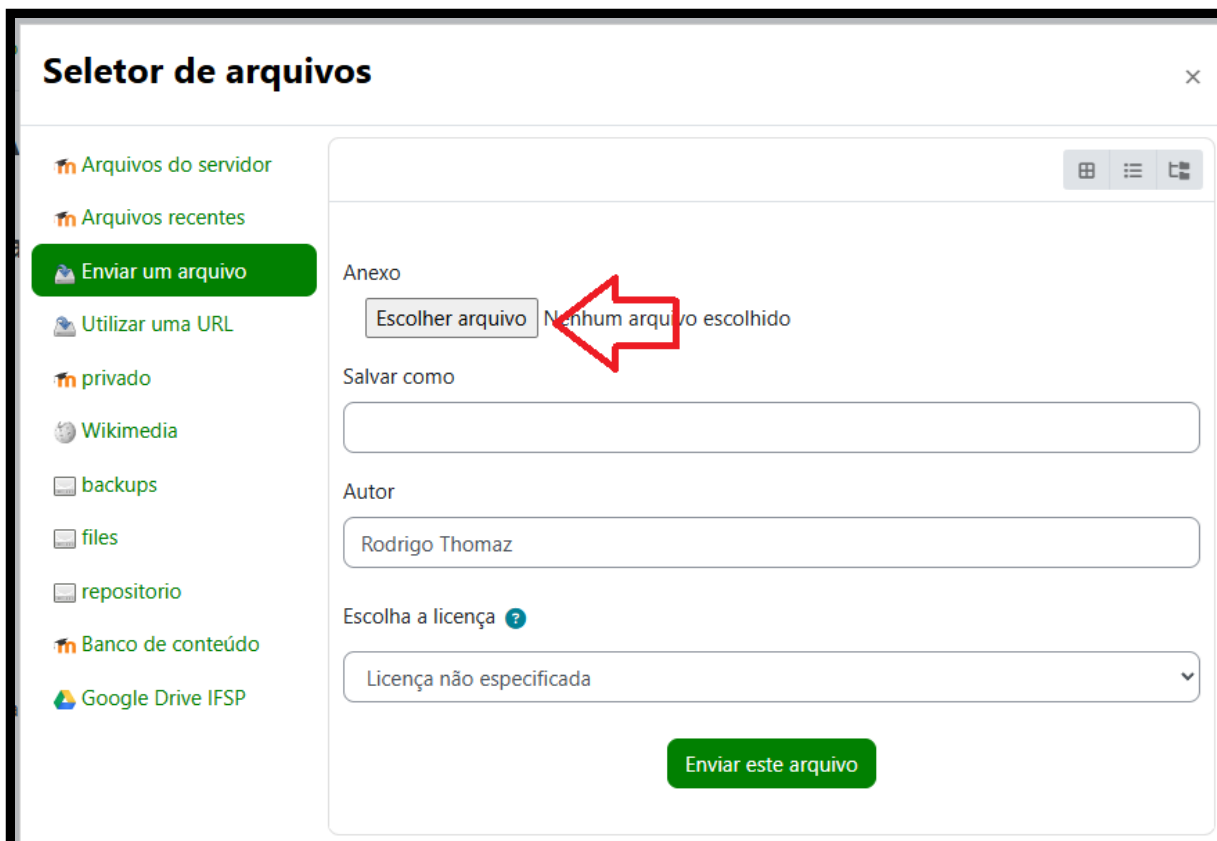 Seletor de arquivos
×
Arquivos do servidor
Arquivos recentes
Enviar um arquivo
Utilizar uma URL
privado
Wikimedia
backups
files
repositorio
Banco de conteúdo
Google Drive IFSP
Anexo
Escolher arquivo Nenhum arquivo escolhido
Salvar como
Autor
Rodrigo Thomaz
Escolha a licença ?
Licença não especificada
Enviar este arquivo